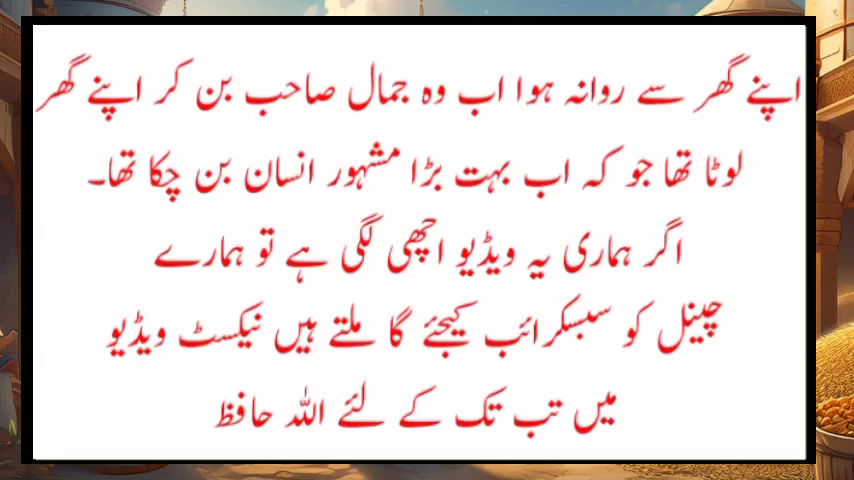 اپنے گھر سے روانہ ہوا اب وہ جمال صاحب بن کر اپنے گھر
لوٹا تھا جو کہ اب بہت بڑا مشہور انسان بن چکا تھا۔
اگر ہماری یہ ویڈیو اچھی لگی ہے تو ہمارے
چینل کو سبسکرائب کیجئے گا ملتے ہیں نیکسٹ ویڈیو
میں تب تک کے لئے اللہ حافظ